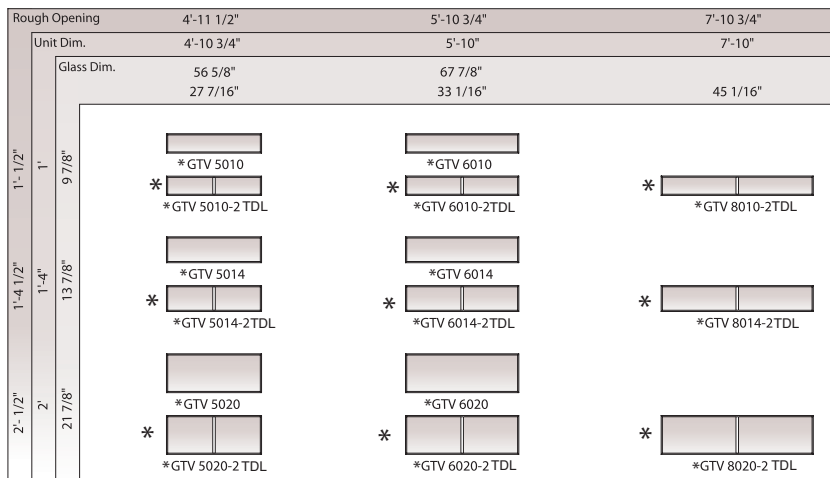 Rough Opening 4'-11 1/2" 5'-10 3/4" 7'-10 3/4"
Unit Dim. 4'-10 3/4" 5'-10" 7'-10"
Glass Dim. 56 5/8" 67 7/8"
27 7/16" 33 1/16" 45 1/16"
1'- 1/2" 1' 9 7/8"
*GTV 5010 *GTV 6010
* * *
*GTV 5010-2 TDL *GTV 6010-2TDL *GTV 8010-2TDL
1'-4 1/2" 1'-4" 13 7/8"
*GTV 5014 *GTV 6014
* * *
*GTV 5014-2TDL *GTV 6014-2TDL *GTV 8014-2TDL
2'- 1/2" 2' 21 7/8"
*GTV 5020 *GTV 6020
* * *
*GTV 5020-2 TDL *GTV 6020-2 TDL *GTV 8020-2 TDL